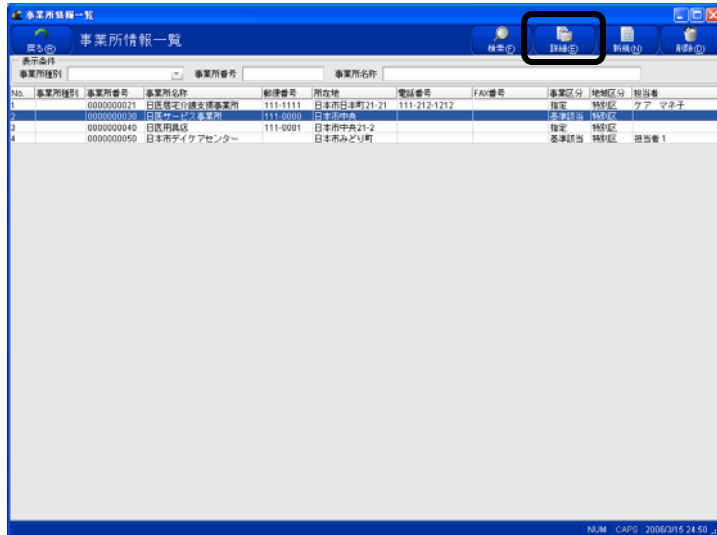 事業所情報一覧
戻る(R) 事業所情報一覧 検索(F) 詳細(E) 新規(N) 削除(D)
表示条件
事業所種別 事業所番号 事業所名称
No. 事業所種別 事業所番号 事業所名称 郵便番号 所在地 電話番号 FAX番号 事業区分 地域区分 担当者
1 0000000021 日医居宅介護支援事業所 111-1111 日本市日本町21-21 111-212-1212 指定 特別区 ケア マネ子
2 0000000030 日医サービス事業所 111-0000 日本市中央 基準該当 特別区
3 0000000040 日医用具店 111-0001 日本市中央21-2 指定 特別区
4 0000000050 日本市デイケアセンター 日本市みどり町 基準該当 特別区 担当者1
NUM CAPS 2006/3/15 24:50